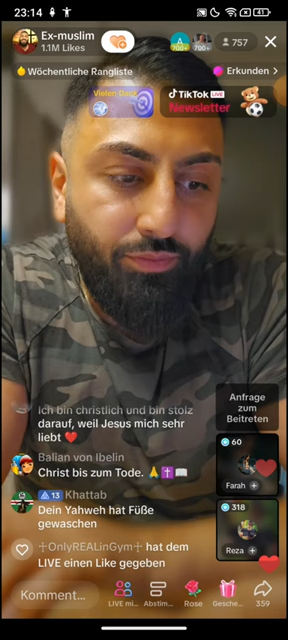 23:14
41
Ex-muslim
1.1M Likes
700+
700+
757
Wöchentliche Rangliste
Erkunden >
Vielen Dank
TikTok LIVE
Newsletter
Ich bin christlich und bin stolz
darauf, weil Jesus mich sehr
liebt ❤️
Balian von Ibelin
Christ bis zum Tode. 🙏✝️📖
13 Khattab
Dein Yahweh hat Füße
gewaschen
☩OnlyREALinGym☩ hat dem
LIVE einen Like gegeben
Anfrage
zum
Beitreten
60
Farah +
318
Reza +
Komment...
LIVE mi...
Abstim...
Rose
Gesche...
359